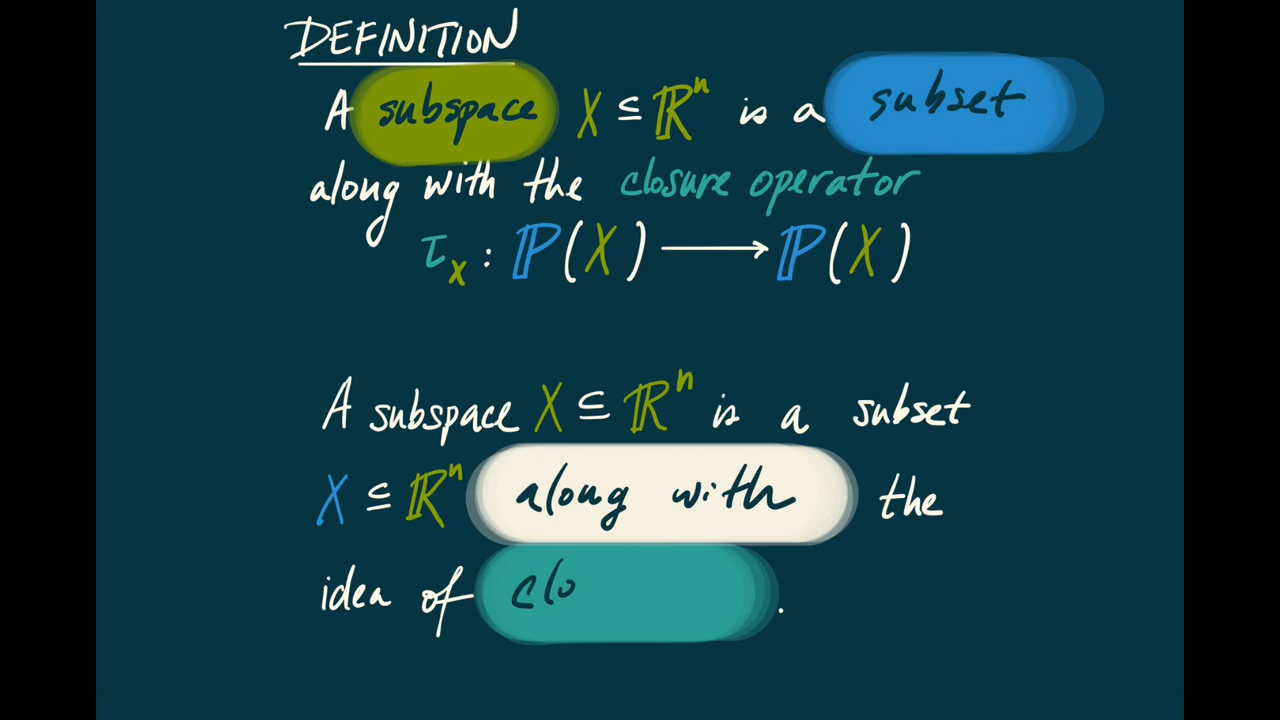 DEFINITION
A subspace X ⊆ ℝⁿ is a subset
along with the closure operator
τ_X : ℙ(X) ⟶ ℙ(X)
A subspace X ⊆ ℝⁿ is a subset
X ⊆ ℝⁿ along with the
idea of clo .